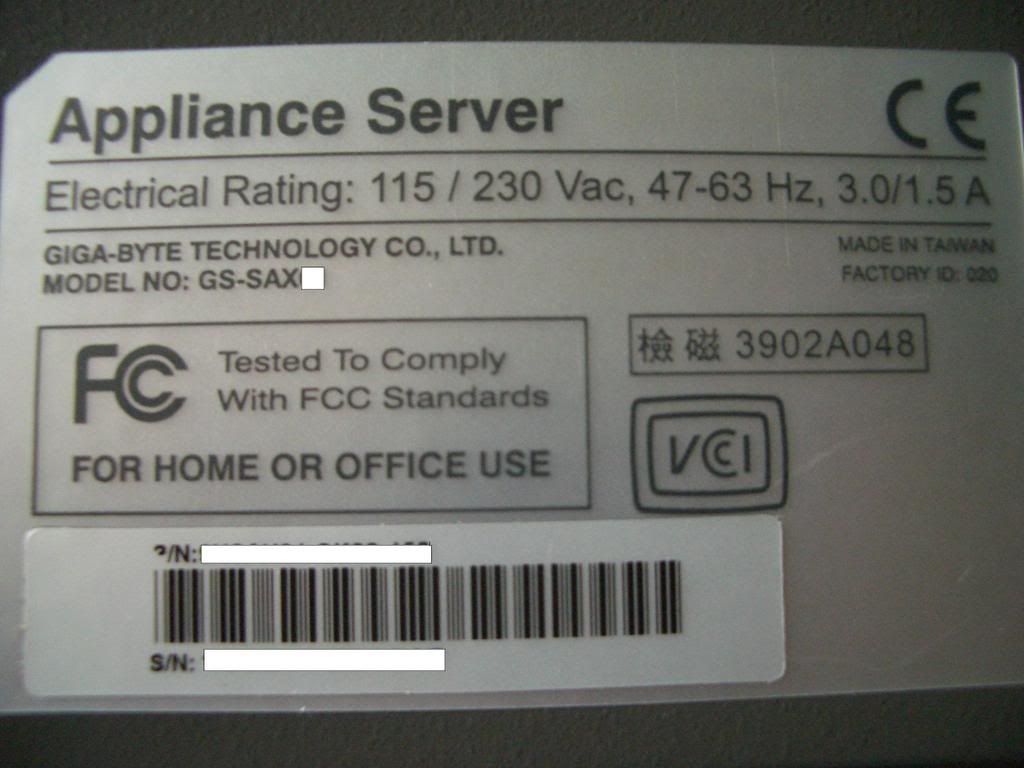 Appliance Server CE
Electrical Rating: 115 / 230 Vac, 47-63 Hz, 3.0/1.5 A
GIGA-BYTE TECHNOLOGY CO., LTD.
MODEL NO: GS-SAX
MADE IN TAIWAN
FACTORY ID: 020
FC Tested To Comply
With FCC Standards
FOR HOME OR OFFICE USE
檢磁 3902A048
VCI
P/N:
S/N: